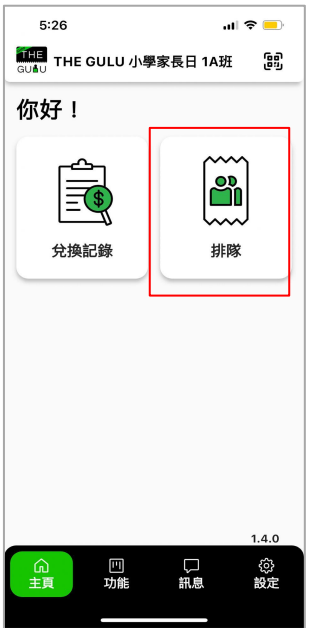 5:26
THE
GULU
THE GULU 小學家長日 1A班
你好！
$
兌換記錄
排隊
1.4.0
主頁
功能
訊息
設定